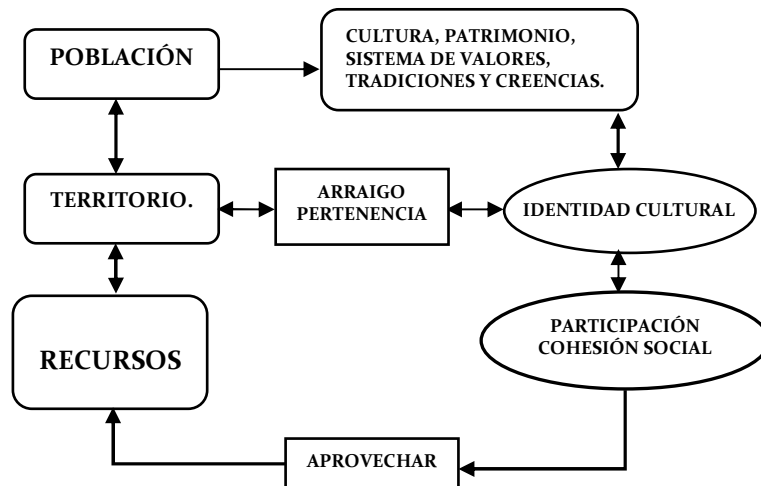 POBLACIÓN
CULTURA, PATRIMONIO,
SISTEMA DE VALORES,
TRADICIONES Y CREENCIAS.
TERRITORIO.
ARRAIGO
PERTENENCIA
IDENTIDAD CULTURAL
RECURSOS
PARTICIPACIÓN
COHESIÓN SOCIAL
APROVECHAR